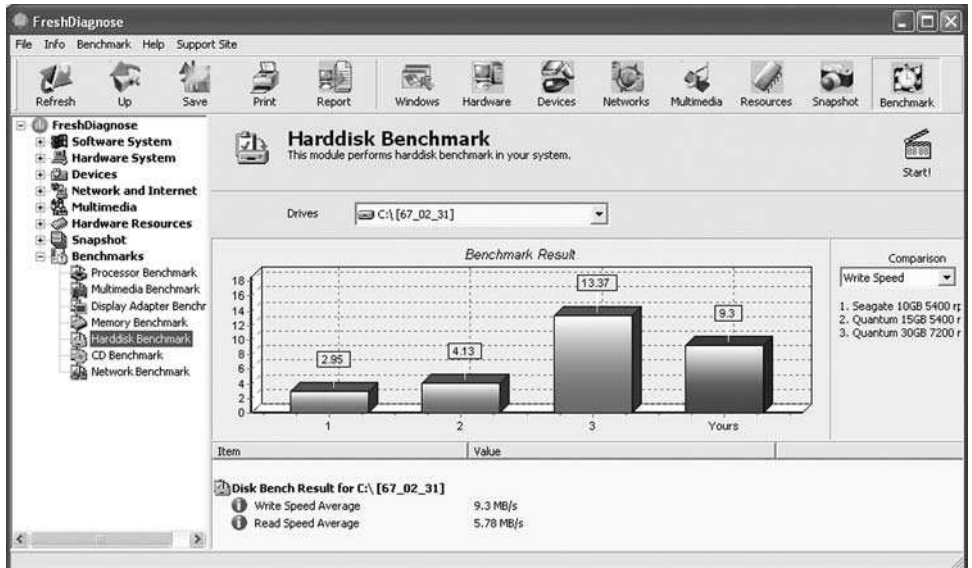 FreshDiagnose
File Info Benchmark Help Support Site
Refresh Up Save Print Report Windows Hardware Devices Networks Multimedia Resources Snapshot Benchmark
FreshDiagnose
Software System
Hardware System
Devices
Network and Internet
Multimedia
Hardware Resources
Snapshot
Benchmarks
Processor Benchmark
Multimedia Benchmark
Display Adapter Benchr
Memory Benchmark
Harddisk Benchmark
CD Benchmark
Network Benchmark
Harddisk Benchmark
This module performs harddisk benchmark in your system.
Start!
Drives C:\ [67_02_31]
Benchmark Result
18
16
14
12
10
8
6
4
2
0
2.95
4.13
13.37
9.3
1 2 3 Yours
Comparison
Write Speed
1. Seagate 10GB 5400 rp
2. Quantum 15GB 5400 r
3. Quantum 30GB 7200 r
Item Value
Disk Bench Result for C:\ [67_02_31]
Write Speed Average 9.3 MB/s
Read Speed Average 5.78 MB/s